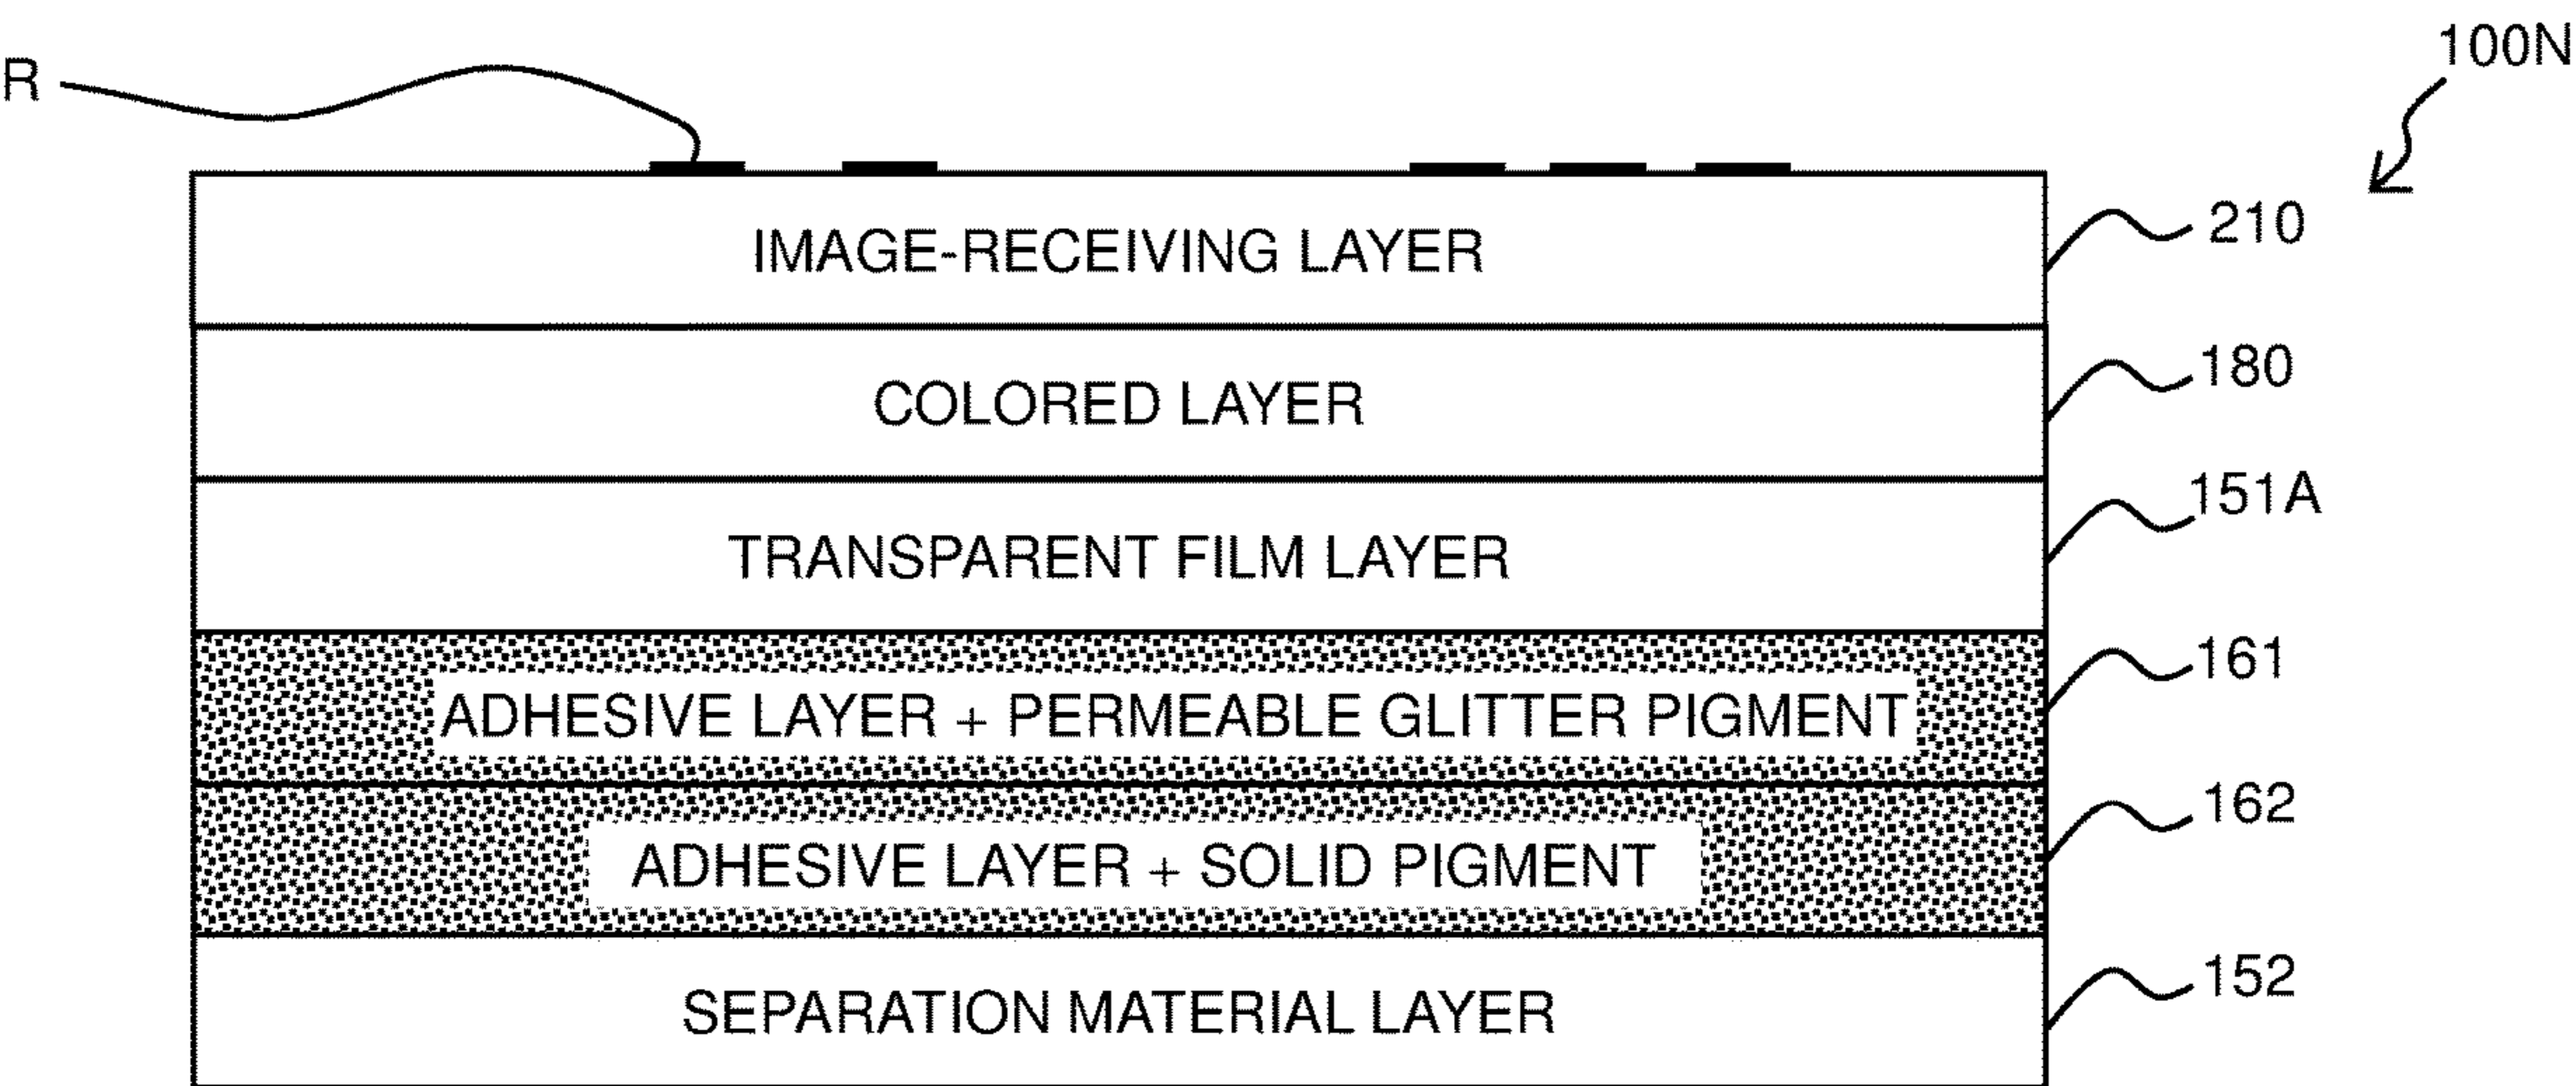 100N
R
IMAGE-RECEIVING LAYER 210
COLORED LAYER 180
TRANSPARENT FILM LAYER 151A
ADHESIVE LAYER + PERMEABLE GLITTER PIGMENT 161
ADHESIVE LAYER + SOLID PIGMENT 162
SEPARATION MATERIAL LAYER 152